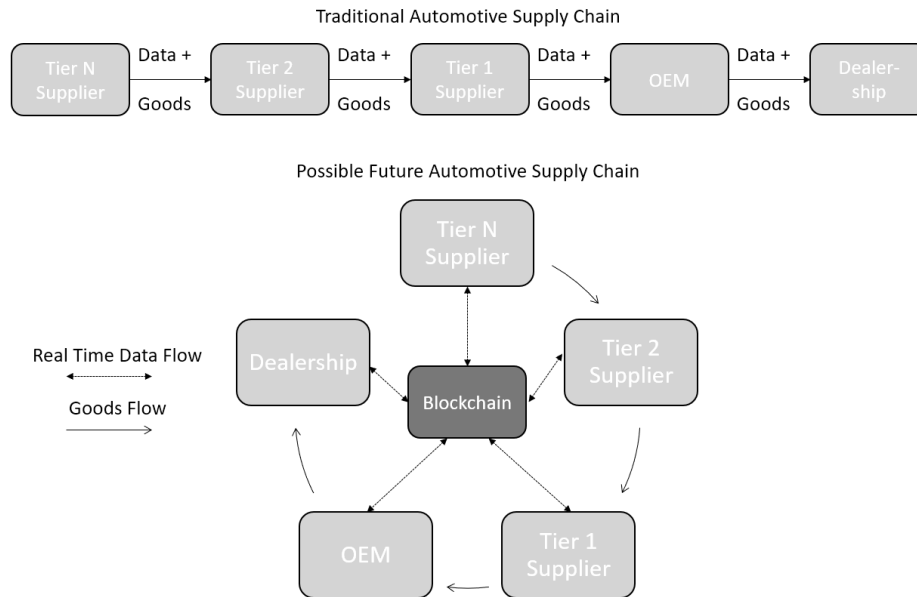 Traditional Automotive Supply Chain
Tier N
Supplier
Data +
Goods
Tier 2
Supplier
Data +
Goods
Tier 1
Supplier
Data +
Goods
OEM
Data +
Goods
Dealer-
ship
Possible Future Automotive Supply Chain
Tier N
Supplier
Real Time Data Flow
Goods Flow
Dealership
Tier 2
Supplier
Blockchain
OEM
Tier 1
Supplier